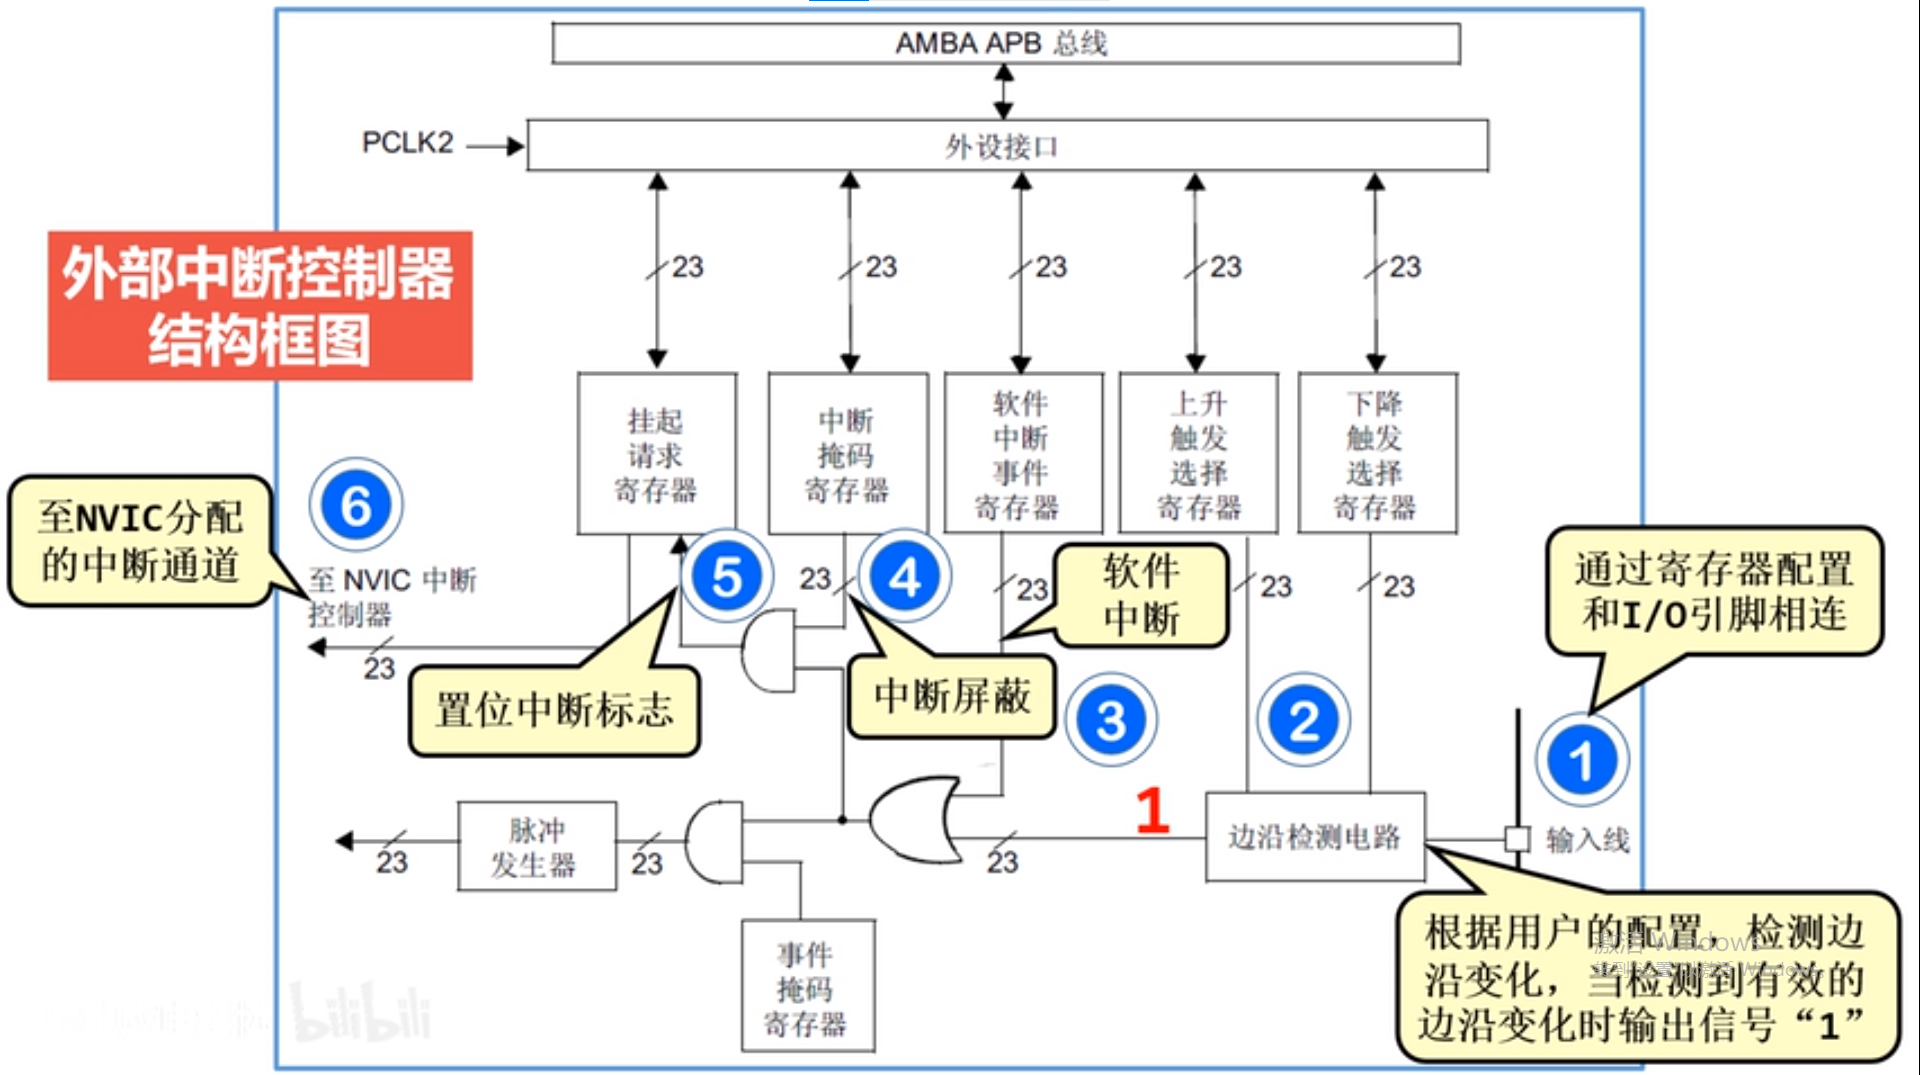 AMBA APB 总线
PCLK2
外设接口
外部中断控制器
结构框图
23
23
23
23
23
挂起
请求
寄存器
中断
掩码
寄存器
软件
中断
事件
寄存器
上升
触发
选择
寄存器
下降
触发
选择
寄存器
至NVIC分配
的中断通道
6
至 NVIC 中断
控制器
23
5
置位中断标志
23
4
中断屏蔽
23
软件
中断
3
23
2
23
通过寄存器配置
和I/O引脚相连
1
23
脉冲
发生器
23
23
1
边沿检测电路
输入线
事件
掩码
寄存器
根据用户的配置，检测边
沿变化，当检测到有效的
边沿变化时输出信号“1”
激活 Windows
bilibili